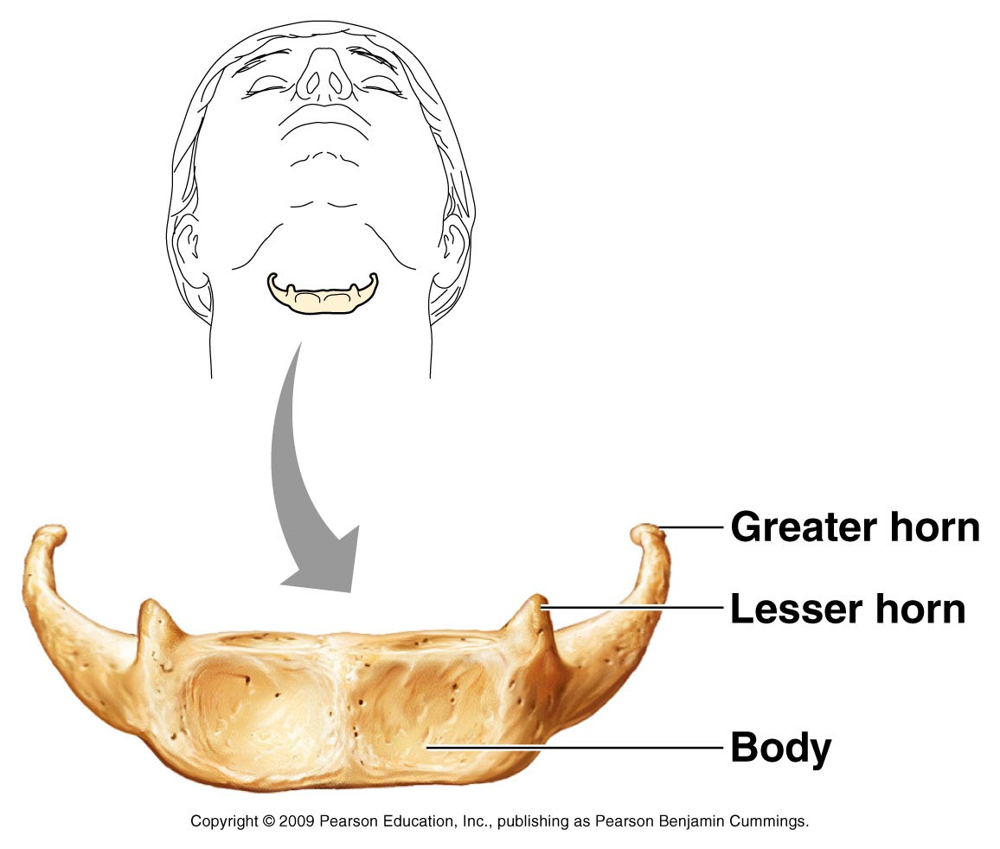 Greater horn
Lesser horn
Body
Copyright © 2009 Pearson Education, Inc., publishing as Pearson Benjamin Cummings.